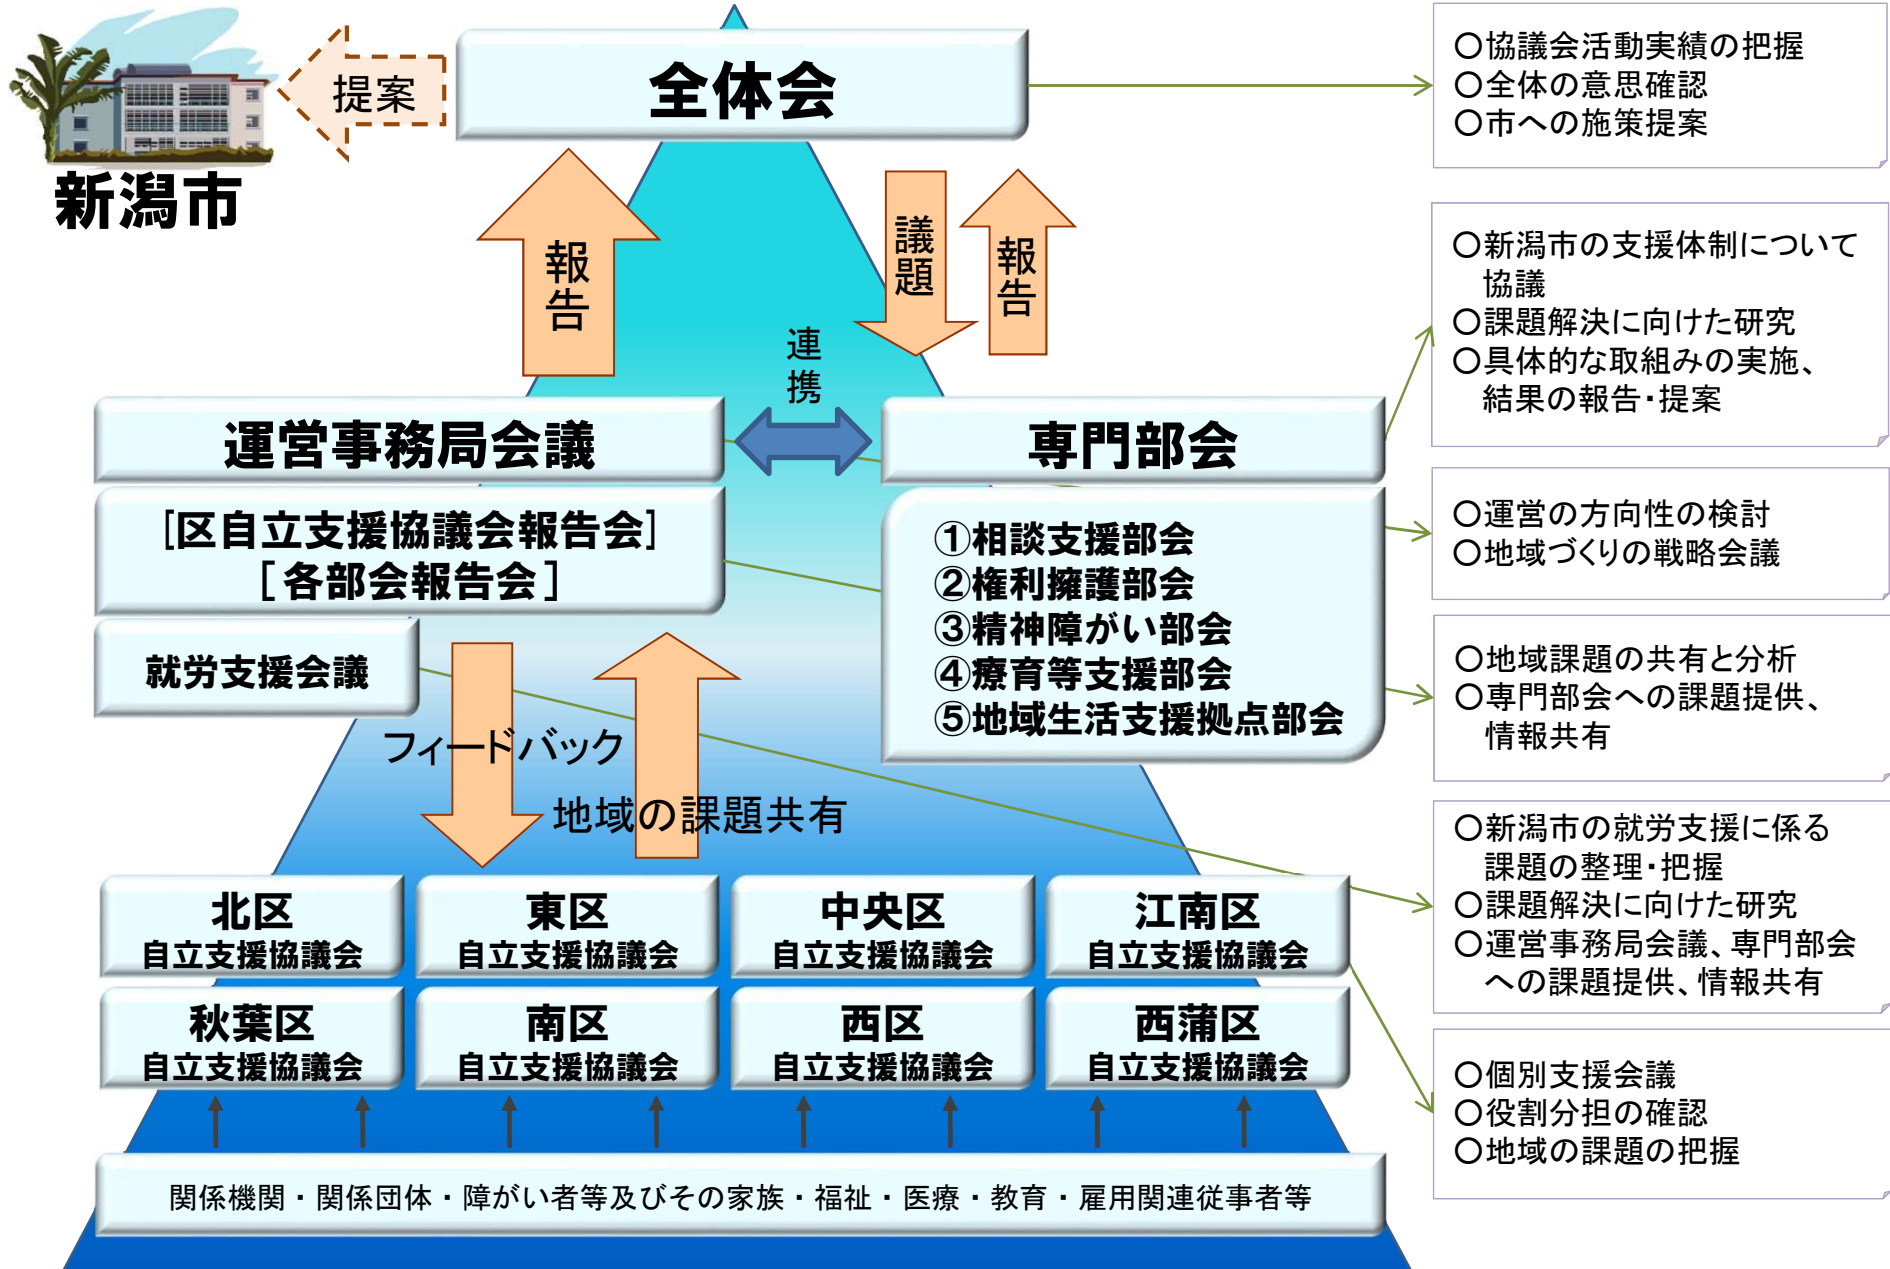 提案
新潟市
全体会
〇協議会活動実績の把握
〇全体の意思確認
〇市への施策提案
報告
議題
報告
連携
〇新潟市の支援体制について
協議
〇課題解決に向けた研究
〇具体的な取組みの実施、
結果の報告・提案
運営事務局会議
専門部会
[区自立支援協議会報告会]
[各部会報告会]
就労支援会議
①相談支援部会
②権利擁護部会
③精神障がい部会
④療育等支援部会
⑤地域生活支援拠点部会
〇運営の方向性の検討
〇地域づくりの戦略会議
〇地域課題の共有と分析
〇専門部会への課題提供、
情報共有
フィードバック
地域の課題共有
〇新潟市の就労支援に係る
課題の整理・把握
〇課題解決に向けた研究
〇運営事務局会議、専門部会
への課題提供、情報共有
北区
自立支援協議会
東区
自立支援協議会
中央区
自立支援協議会
江南区
自立支援協議会
秋葉区
自立支援協議会
南区
自立支援協議会
西区
自立支援協議会
西蒲区
自立支援協議会
〇個別支援会議
〇役割分担の確認
〇地域の課題の把握
関係機関・関係団体・障がい者等及びその家族・福祉・医療・教育・雇用関連従事者等